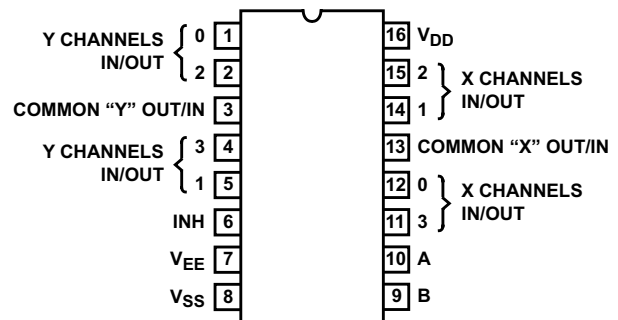 Y CHANNELS
IN/OUT
0 1
2 2
COMMON “Y” OUT/IN 3
Y CHANNELS
IN/OUT
3 4
1 5
INH 6
VEE 7
VSS 8
16 VDD
15 2
14 1
X CHANNELS
IN/OUT
13 COMMON “X” OUT/IN
12 0
11 3
X CHANNELS
IN/OUT
10 A
9 B